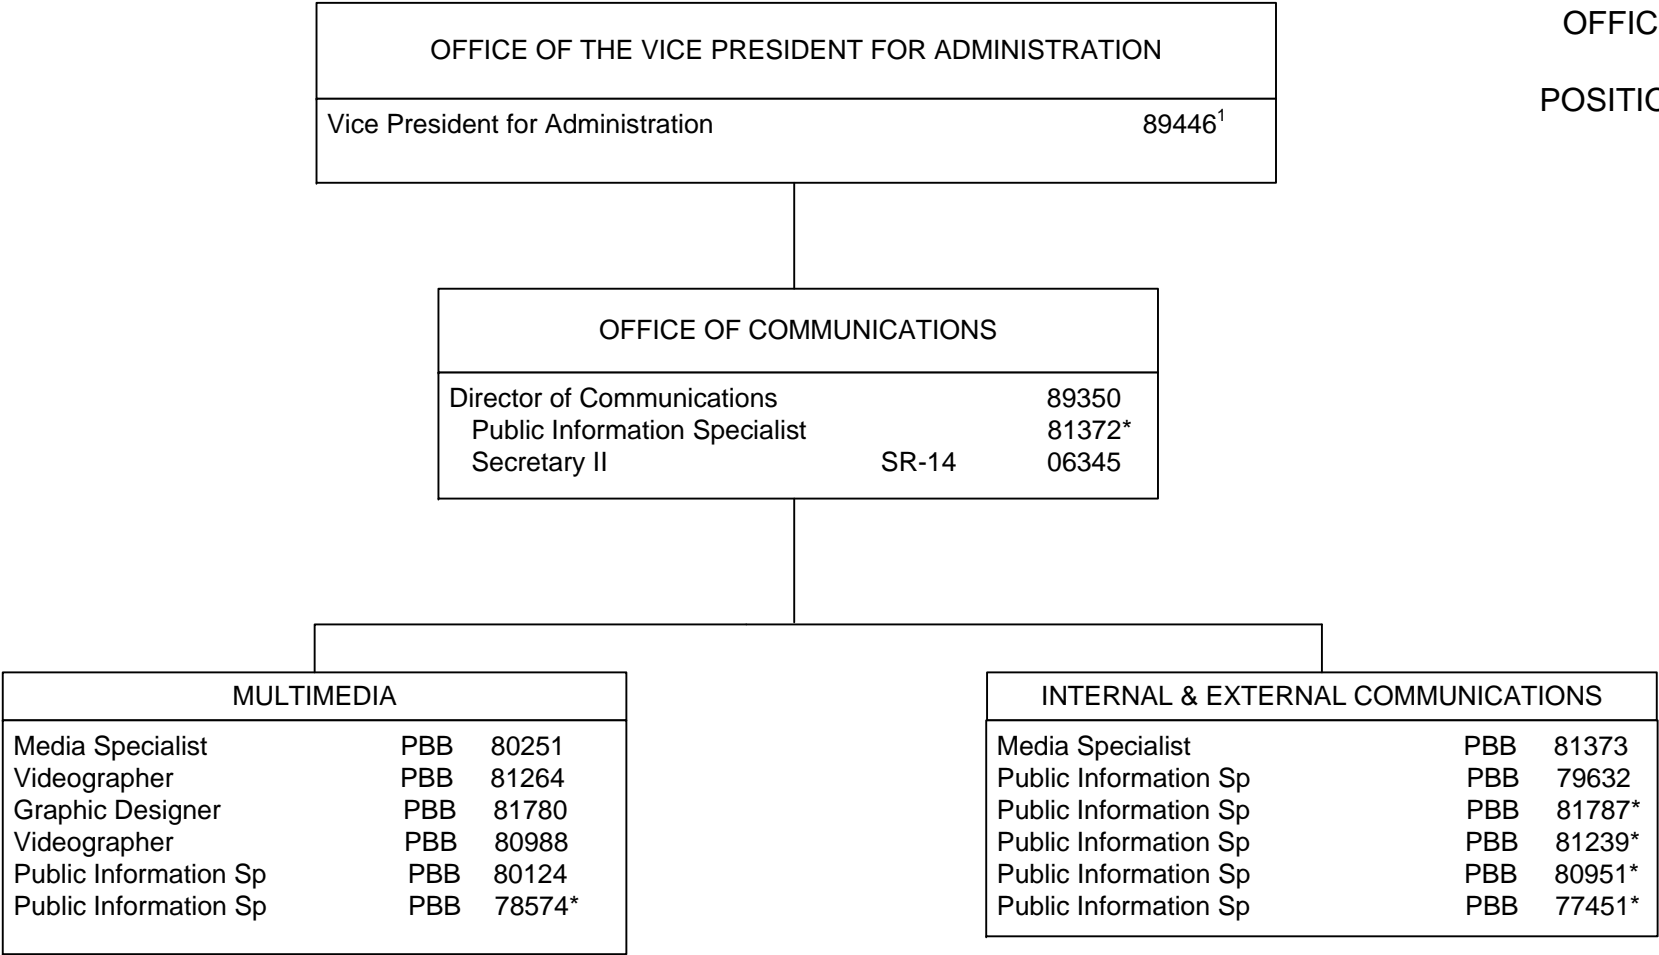 OFFICE OF THE VICE PRESIDENT FOR ADMINISTRATION
Vice President for Administration 89446¹
OFFIC
POSITIO
OFFICE OF COMMUNICATIONS
Director of Communications 89350
Public Information Specialist 81372*
Secretary II SR-14 06345
MULTIMEDIA
Media Specialist PBB 80251
Videographer PBB 81264
Graphic Designer PBB 81780
Videographer PBB 80988
Public Information Sp PBB 80124
Public Information Sp PBB 78574*
INTERNAL & EXTERNAL COMMUNICATIONS
Media Specialist PBB 81373
Public Information Sp PBB 79632
Public Information Sp PBB 81787*
Public Information Sp PBB 81239*
Public Information Sp PBB 80951*
Public Information Sp PBB 77451*